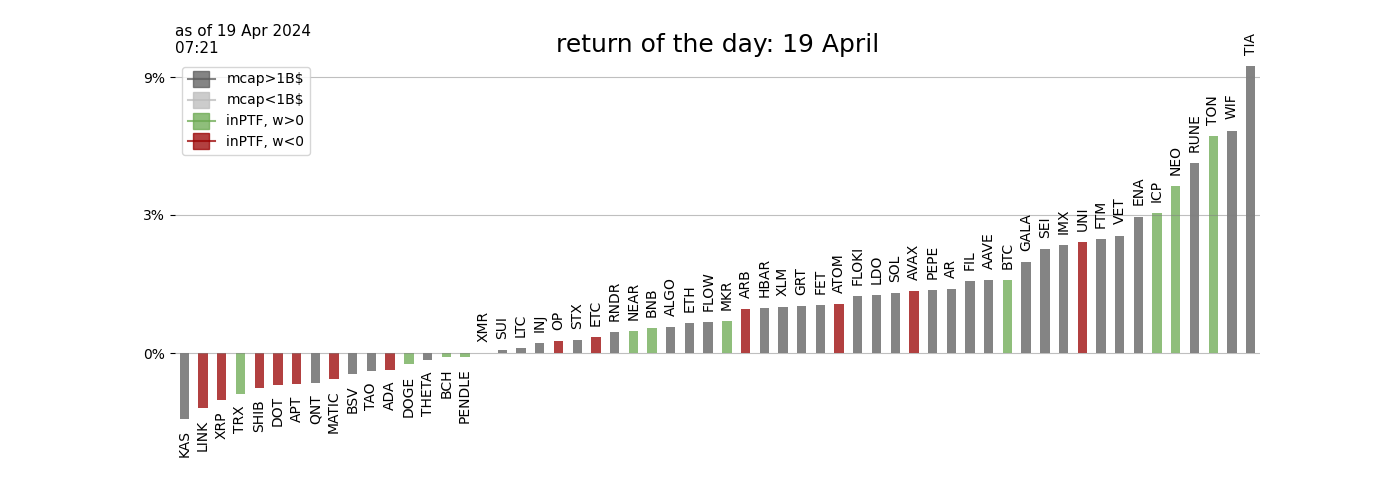 as of 19 Apr 2024
07:21
return of the day: 19 April
mcap>1B$
mcap<1B$
inPTF, w>0
inPTF, w<0
9%
3%
0%
KAS
LINK
XRP
TRX
SHIB
DOT
APT
QNT
MATIC
BSV
TAO
ADA
DOGE
THETA
BCH
PENDLE
XMR
SUI
LTC
INJ
OP
STX
ETC
RNDR
NEAR
BNB
ALGO
ETH
FLOW
MKR
ARB
HBAR
XLM
GRT
FET
ATOM
FLOKI
LDO
SOL
AVAX
PEPE
AR
FIL
AAVE
BTC
GALA
SEI
IMX
UNI
FTM
VET
ENA
ICP
NEO
RUNE
TON
WIF
TIA